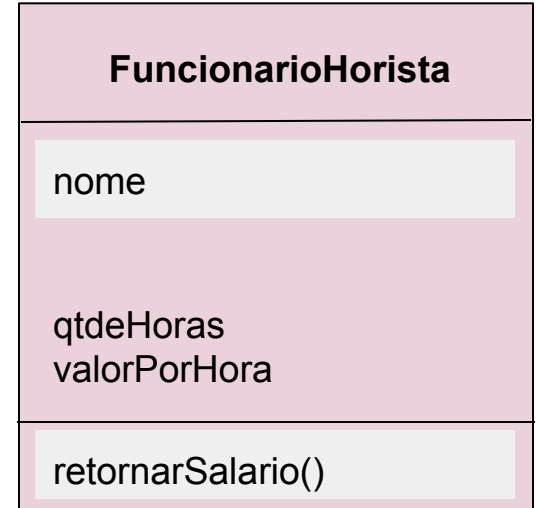 FuncionarioHorista
nome
qtdeHoras
valorPorHora
retornarSalario()